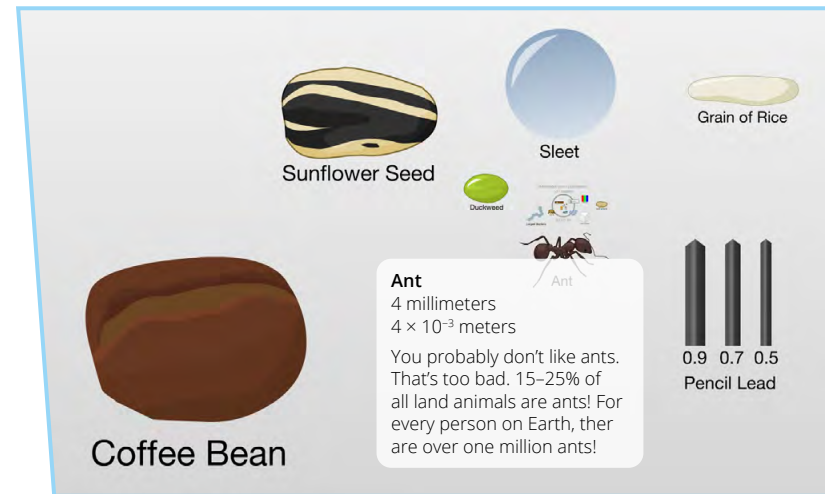 Sunflower Seed
Sleet
Grain of Rice
Duckweed
Ant
Ant
4 millimeters
4 × 10⁻³ meters
You probably don’t like ants.
That’s too bad. 15–25% of
all land animals are ants! For
every person on Earth, ther
are over one million ants!
0.9 0.7 0.5
Pencil Lead
Coffee Bean